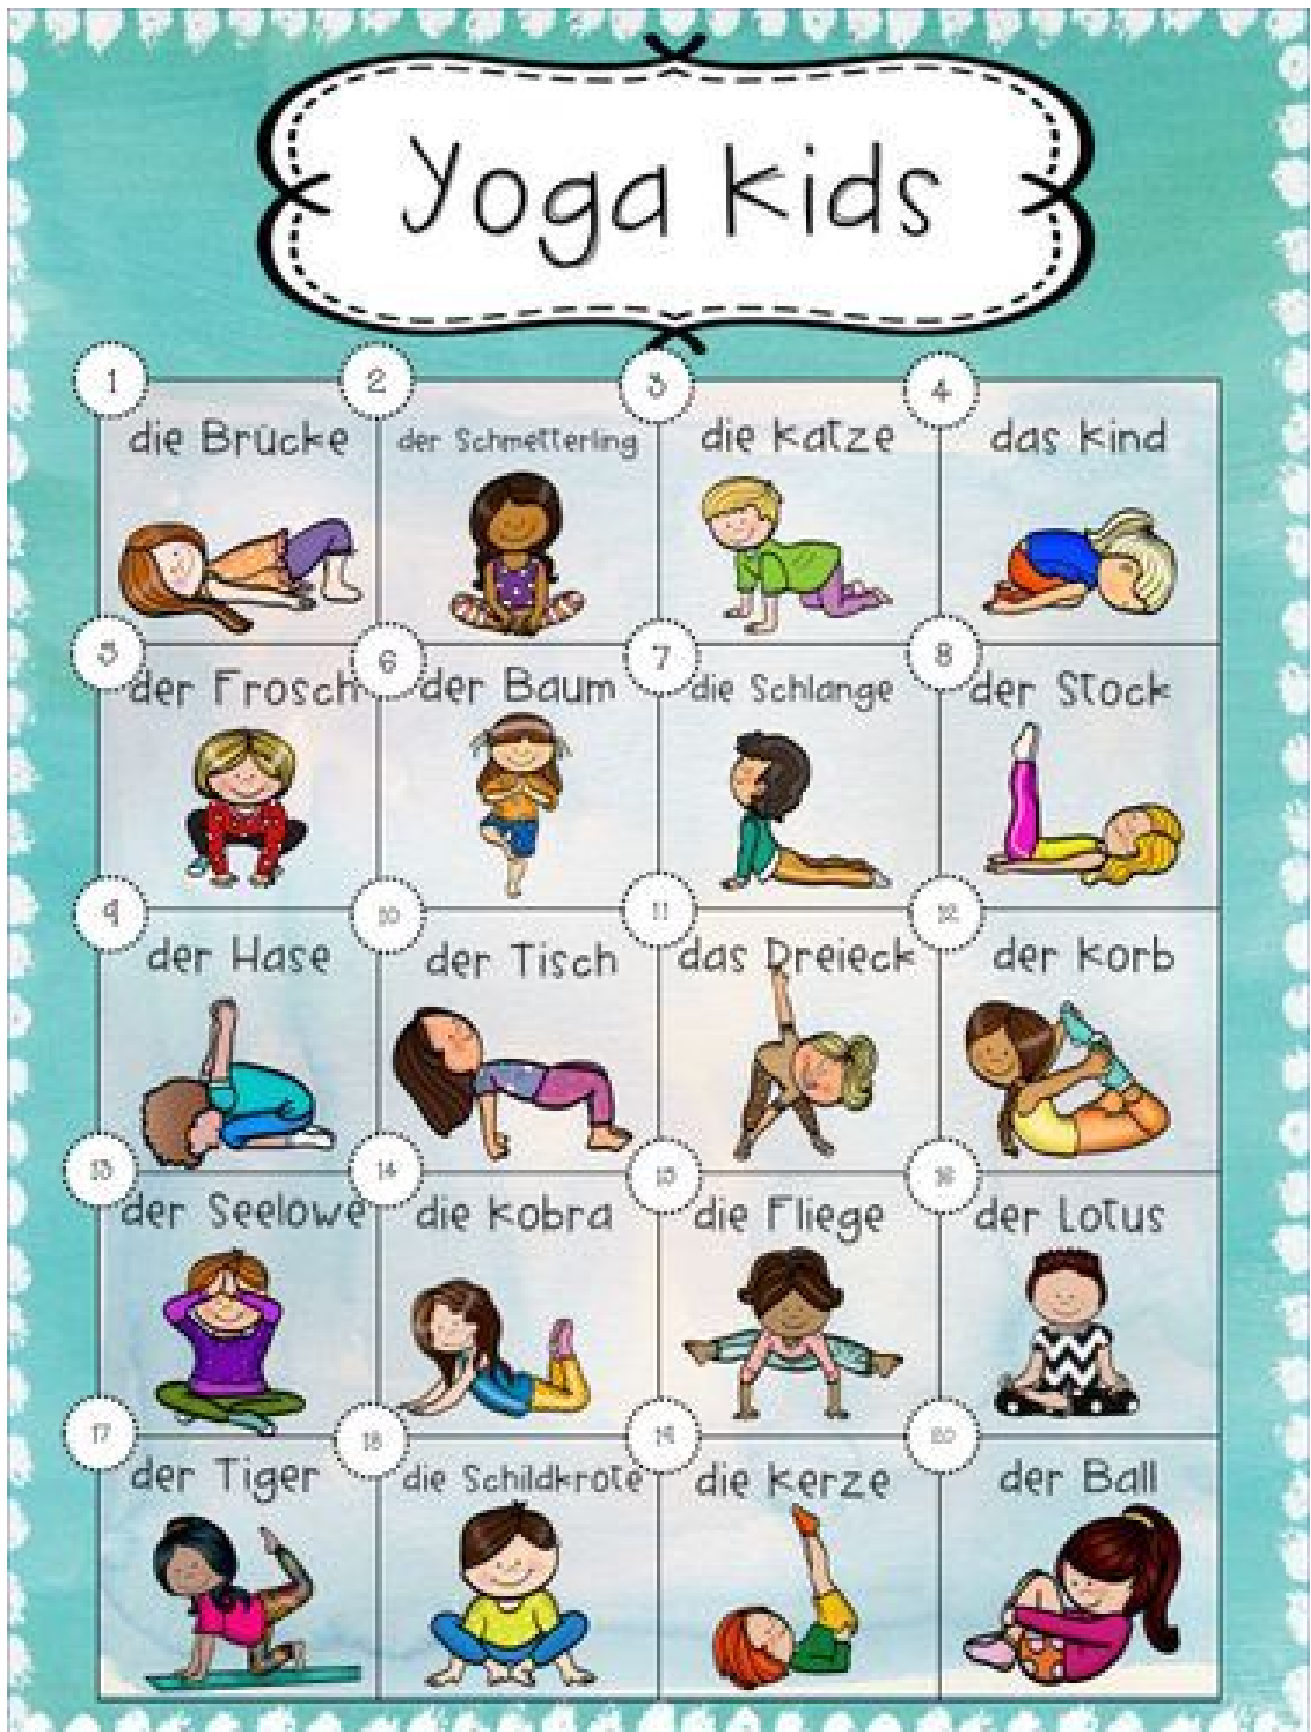 Yoga Kids
1
2
3
4
die Brücke
der Schmetterling
die Katze
das Kind
5
6
7
8
der Frosch
der Baum
die Schlange
der Stock
9
10
11
12
der Hase
der Tisch
das Dreieck
der Korb
13
14
15
16
der Seelowe
die Kobra
die Fliege
der Lotus
17
18
19
20
der Tiger
die Schildkrote
die Kerze
der Ball